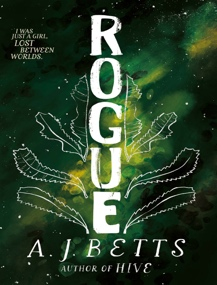 I WAS
JUST A GIRL,
LOST
BETWEEN
WORLDS.
ROGUE
A. J BETTS
AUTHOR OF HIVE